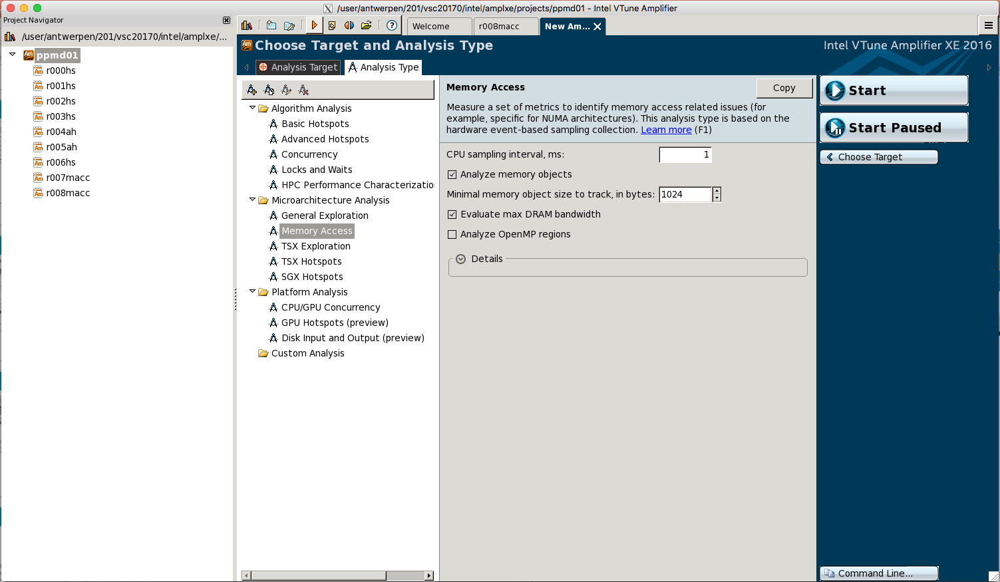 /user/antwerpen/201/vsc20170/intel/amplxe/projects/ppmd01 - Intel VTune Amplifier
Project Navigator
/user/antwerpen/201/vsc20170/intel/amplxe/...
ppmd01
r000hs
r001hs
r002hs
r003hs
r004ah
r005ah
r006hs
r007macc
r008macc
Welcome
r008macc
New Am...
Choose Target and Analysis Type
Intel VTune Amplifier XE 2016
Analysis Target
Analysis Type
Algorithm Analysis
Basic Hotspots
Advanced Hotspots
Concurrency
Locks and Waits
HPC Performance Characterizatio
Microarchitecture Analysis
General Exploration
Memory Access
TSX Exploration
TSX Hotspots
SGX Hotspots
Platform Analysis
CPU/GPU Concurrency
GPU Hotspots (preview)
Disk Input and Output (preview)
Custom Analysis
Memory Access
Copy
Measure a set of metrics to identify memory access related issues (for
example, specific for NUMA architectures). This analysis type is based on the
hardware event-based sampling collection. Learn more (F1)
CPU sampling interval, ms: 1
Analyze memory objects
Minimal memory object size to track, in bytes: 1024
Evaluate max DRAM bandwidth
Analyze OpenMP regions
Details
Start
Start Paused
Choose Target
Command Line...